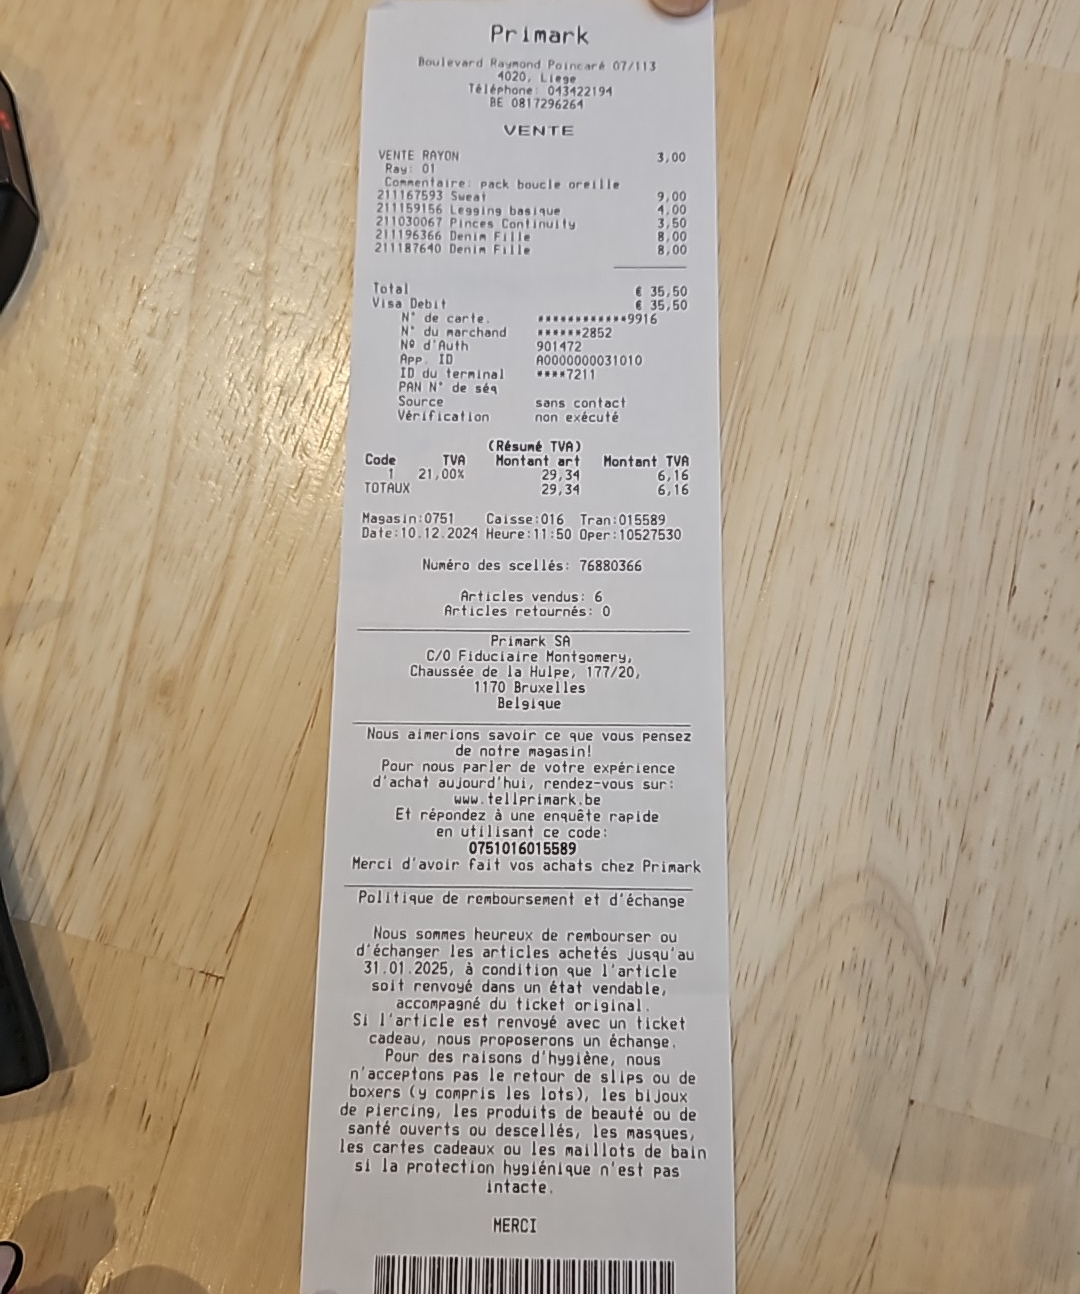 Primark
Boulevard Raymond Poincaré 07/113
4020, Liege
Téléphone: 043422194
BE 0817296264
VENTE
VENTE RAYON 3,00
Ray: 01
Commentaire: pack boucle oreille
211167593 Sweat 9,00
211159156 Legging basique 4,00
211030067 Pinces Continuity 3,50
211196366 Denim Fille 8,00
211187640 Denim Fille 8,00
Total € 35,50
Visa Debit € 35,50
N° de carte. ************9916
N° du marchand ******2852
Nº d'Auth 901472
App. ID A0000000031010
ID du terminal ****7211
PAN N° de séq
Source sans contact
Vérification non exécuté
(Résumé TVA)
Code TVA Montant art Montant TVA
1 21,00% 29,34 6,16
TOTAUX 29,34 6,16
Magasin:0751 Caisse:016 Tran:015589
Date:10.12.2024 Heure:11:50 Oper:10527530
Numéro des scellés: 76880366
Articles vendus: 6
Articles retournés: 0
Primark SA
C/O Fiduciaire Montgomery,
Chaussée de la Hulpe, 177/20,
1170 Bruxelles
Belgique
Nous aimerions savoir ce que vous pensez
de notre magasin!
Pour nous parler de votre expérience
d'achat aujourd'hui, rendez-vous sur:
www.tellprimark.be
Et répondez à une enquête rapide
en utilisant ce code:
0751016015589
Merci d'avoir fait vos achats chez Primark
Politique de remboursement et d'échange
Nous sommes heureux de rembourser ou
d'échanger les articles achetés jusqu'au
31.01.2025, à condition que l'article
soit renvoyé dans un état vendable,
accompagné du ticket original.
Si l'article est renvoyé avec un ticket
cadeau, nous proposerons un échange.
Pour des raisons d'hygiène, nous
n'acceptons pas le retour de slips ou de
boxers (y compris les lots), les bijoux
de piercing, les produits de beauté ou de
santé ouverts ou descellés, les masques,
les cartes cadeaux ou les maillots de bain
si la protection hygiénique n'est pas
intacte.
MERCI